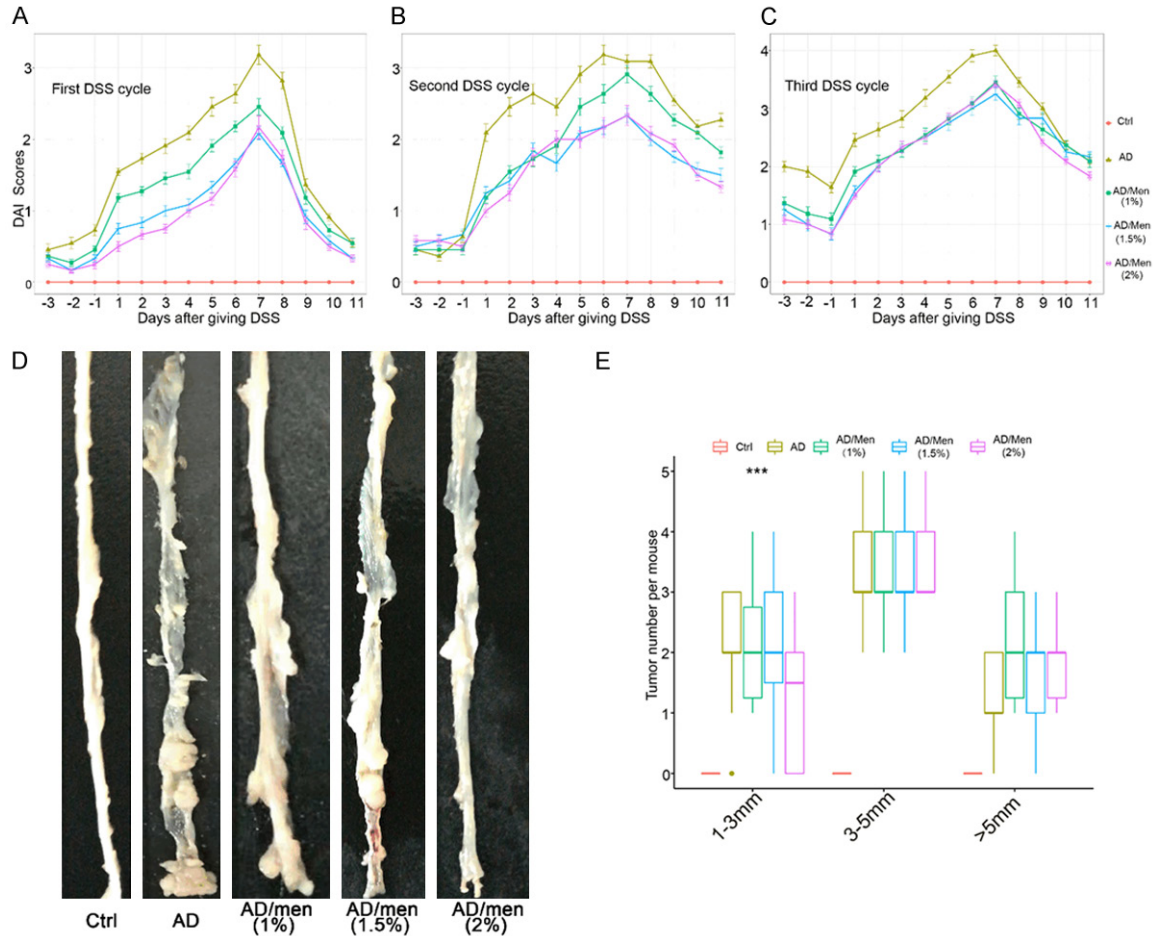 A
B
C
First DSS cycle
Second DSS cycle
Third DSS cycle
DAI Scores
3
2
1
0
-3 -2 -1 1 2 3 4 5 6 7 8 9 10 11
Days after giving DSS
3
2
1
0
-3 -2 -1 1 2 3 4 5 6 7 8 9 10 11
Days after giving DSS
4
3
2
1
0
-3 -2 -1 1 2 3 4 5 6 7 8 9 10 11
Days after giving DSS
Ctrl
AD
AD/Men
(1%)
AD/Men
(1.5%)
AD/Men
(2%)
D
Ctrl
AD
AD/men
(1%)
AD/men
(1.5%)
AD/men
(2%)
E
Ctrl
AD
AD/Men
(1%)
AD/Men
(1.5%)
AD/Men
(2%)
***
Tumor number per mouse
5
4
3
2
1
0
1-3mm
3-5mm
>5mm